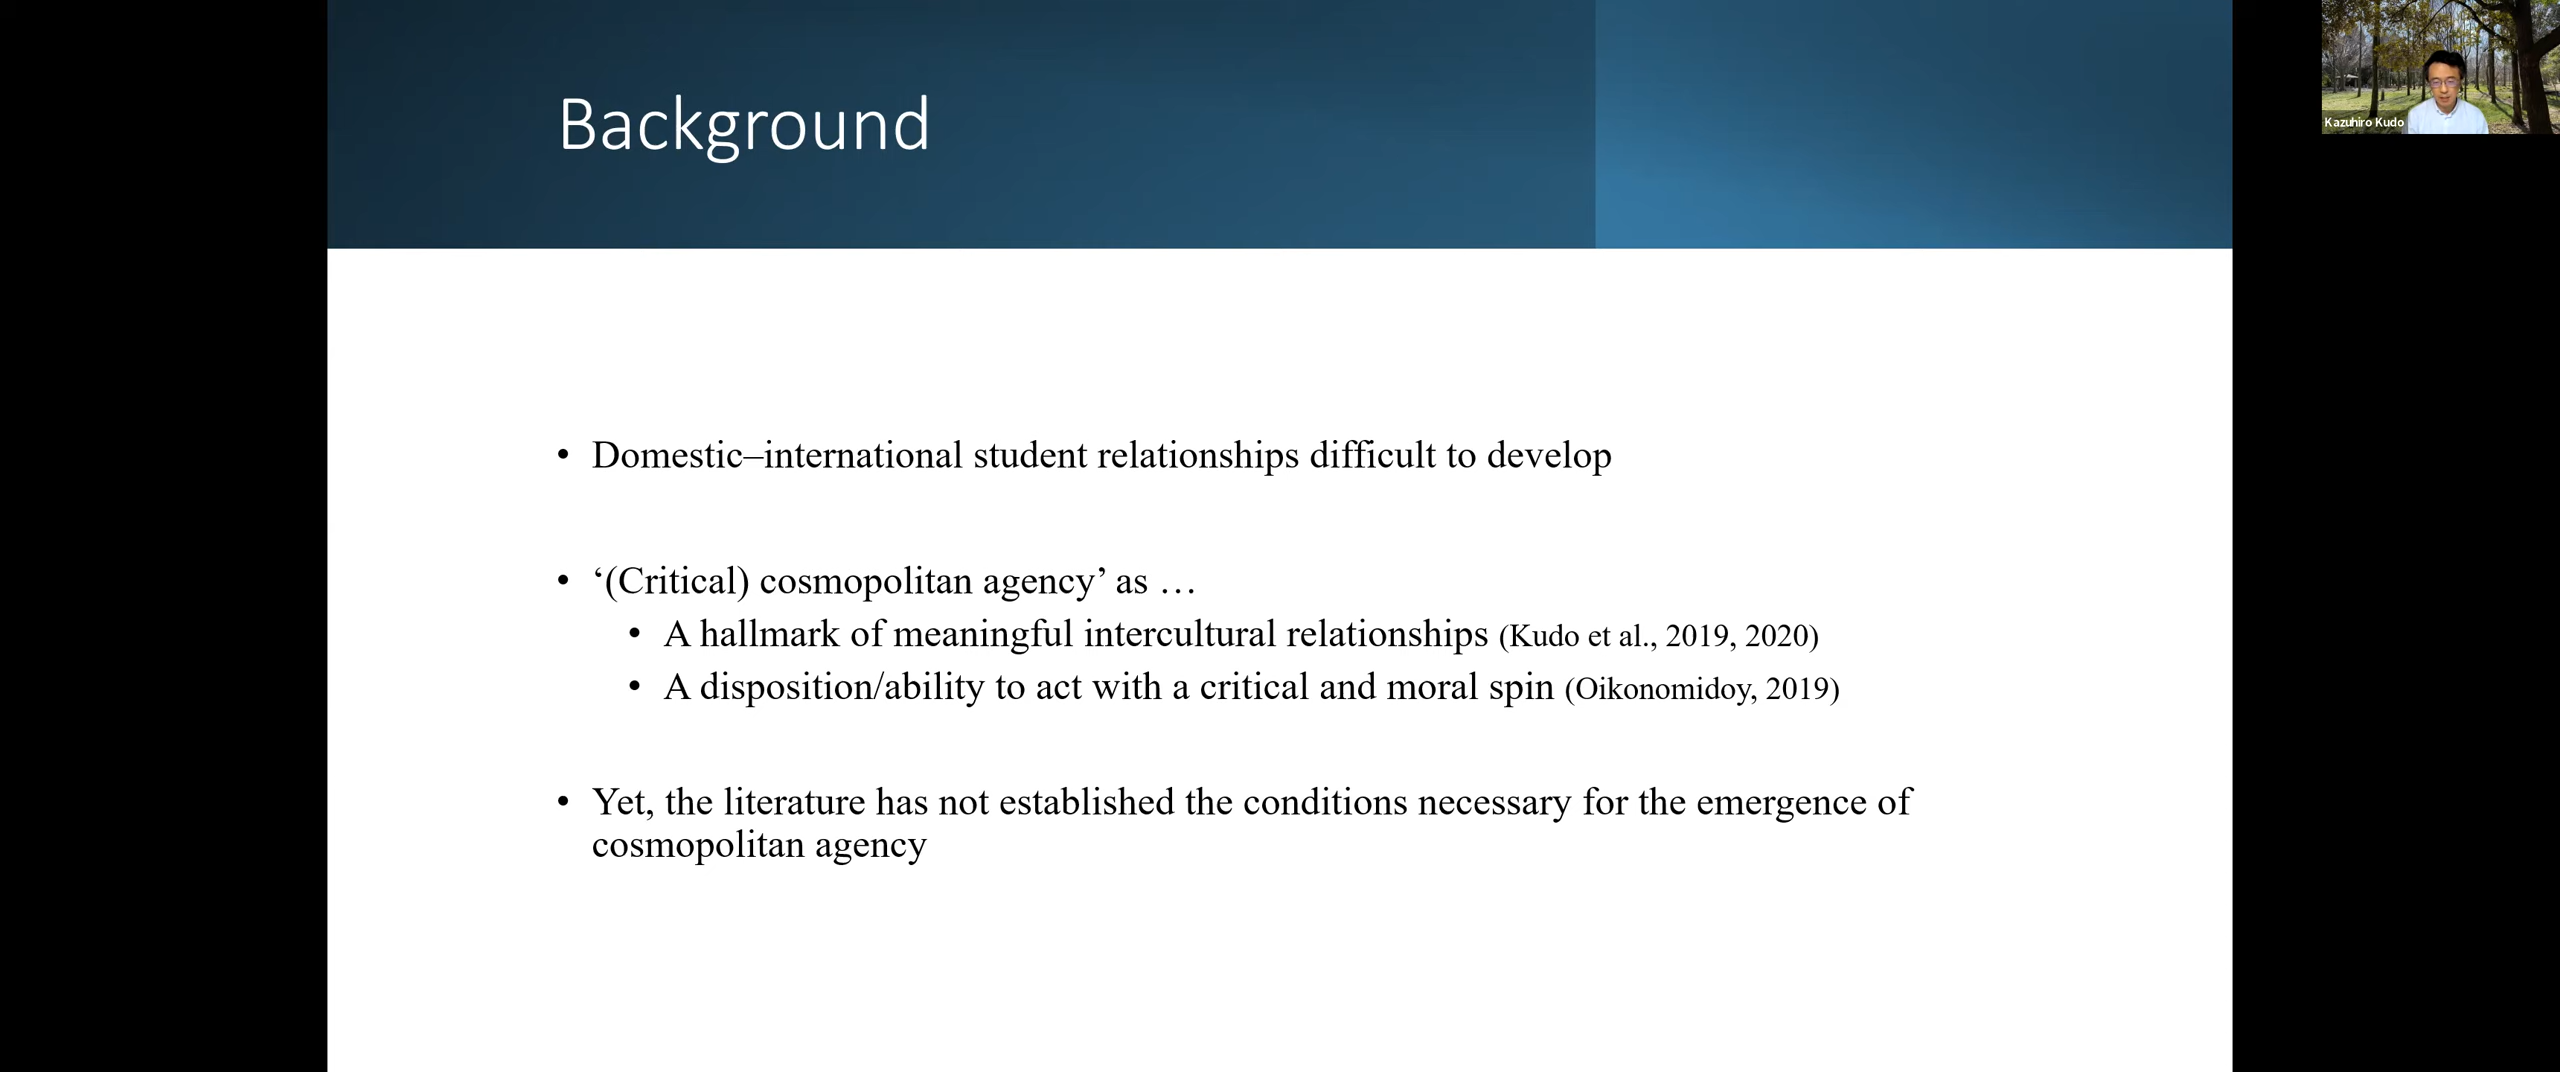 Background
Kazuhiro Kudo
• Domestic–international student relationships difficult to develop
• ‘(Critical) cosmopolitan agency’ as …
• A hallmark of meaningful intercultural relationships (Kudo et al., 2019, 2020)
• A disposition/ability to act with a critical and moral spin (Oikonomidoy, 2019)
• Yet, the literature has not established the conditions necessary for the emergence of
cosmopolitan agency